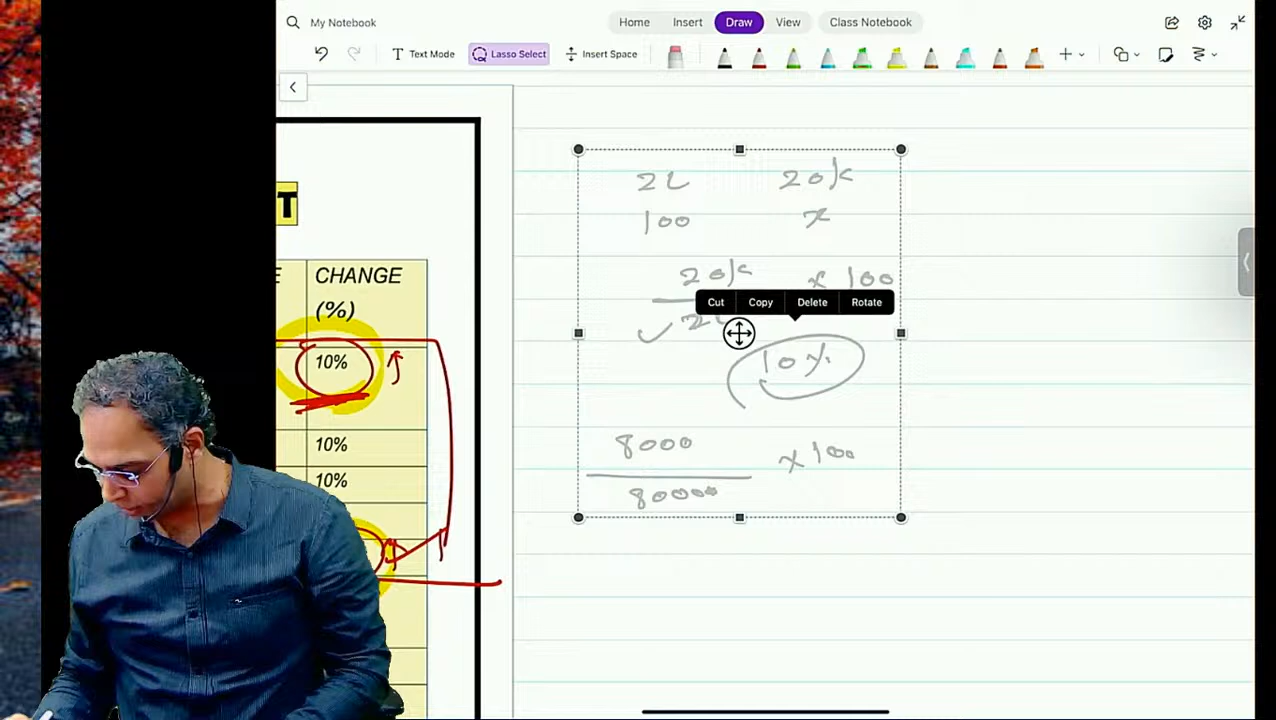 My Notebook
Home Insert Draw View Class Notebook
T Text Mode Lasso Select Insert Space
T
CHANGE
(%)
10%
10%
10%
2L 20k
100 x
20k x 100
2L
Cut Copy Delete Rotate
10%
8000 x 100
80000